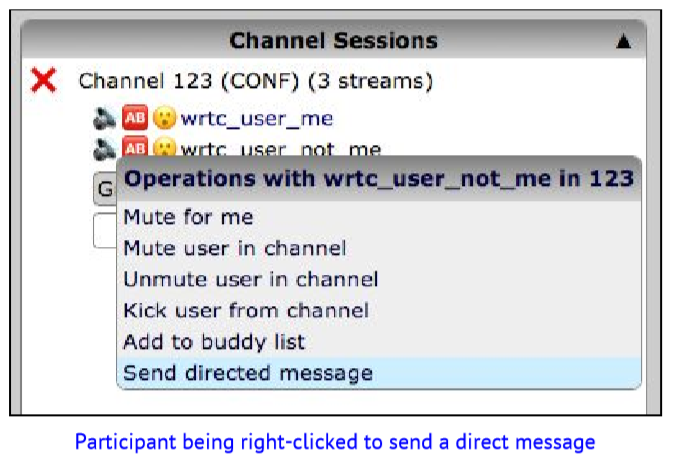 Channel Sessions ▲
Channel 123 (CONF) (3 streams)
AB wrtc_user_me
AB wrtc_user_not_me
G
Operations with wrtc_user_not_me in 123
Mute for me
Mute user in channel
Unmute user in channel
Kick user from channel
Add to buddy list
Send directed message
Participant being right-clicked to send a direct message